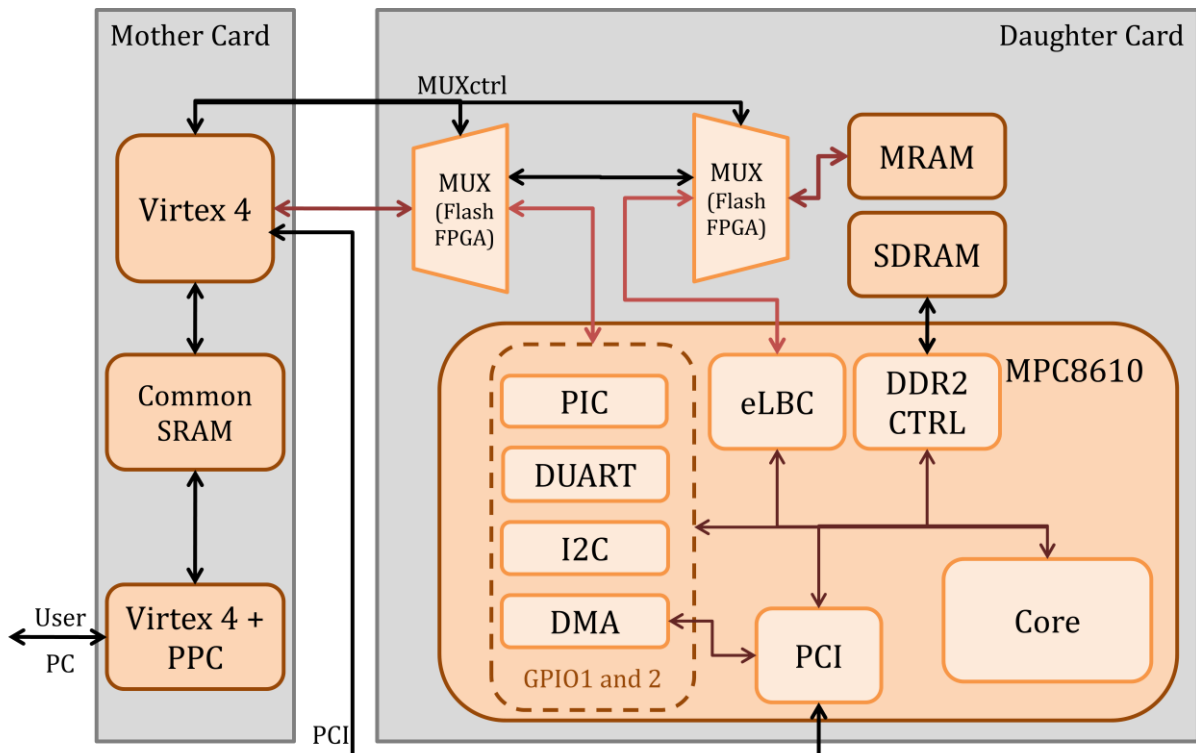 Mother Card
Daughter Card
MUXctrl
Virtex 4
MUX
(Flash
FPGA)
MUX
(Flash
FPGA)
MRAM
SDRAM
Common
SRAM
MPC8610
PIC
eLBC
DDR2
CTRL
DUART
I2C
DMA
PCI
Core
GPIO1 and 2
User
PC
Virtex 4 +
PPC
PCI